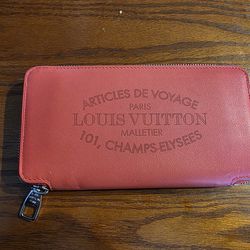 ARTICLES DE VOYAGE
PARIS
LOUIS VUITTON
MALLETIER
101, CHAMPS-ELYSEES